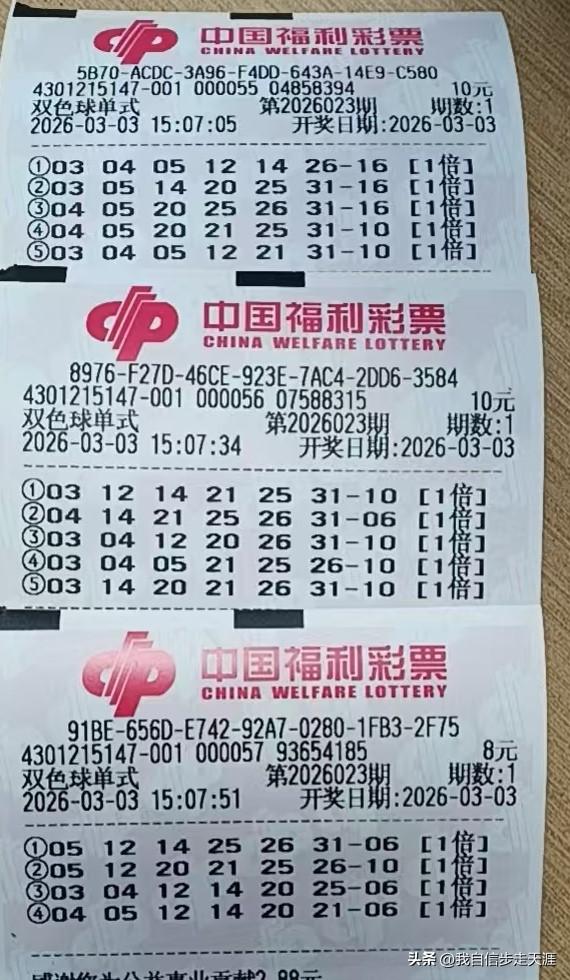 中国福利彩票
CHINA WELFARE LOTTERY
5B70-ACDC-3A96-F4DD-643A-14E9-C580
4301215147-001 000055 04858394 10元
双色球单式 第2026023期 期数:1
2026-03-03 15:07:05 开奖日期:2026-03-03
①03 04 05 12 14 26-16 [1倍]
②03 05 14 20 25 31-16 [1倍]
③04 05 20 25 26 31-16 [1倍]
④04 05 20 21 25 31-10 [1倍]
⑤03 04 05 12 21 31-10 [1倍]
中国福利彩票
CHINA WELFARE LOTTERY
8976-F27D-46CE-923E-7AC4-2DD6-3584
4301215147-001 000056 07588315 10元
双色球单式 第2026023期 期数:1
2026-03-03 15:07:34 开奖日期:2026-03-03
①03 12 14 21 25 31-10 [1倍]
②04 14 21 25 26 31-06 [1倍]
③03 04 12 20 26 31-10 [1倍]
④03 04 05 21 25 26-10 [1倍]
⑤03 14 20 21 26 31-10 [1倍]
中国福利彩票
CHINA WELFARE LOTTERY
91BE-656D-E742-92A7-0280-1FB3-2F75
4301215147-001 000057 93654185 8元
双色球单式 第2026023期 期数:1
2026-03-03 15:07:51 开奖日期:2026-03-03
①05 12 14 25 26 31-06 [1倍]
②05 12 20 21 25 26-10 [1倍]
③03 04 12 14 20 25-06 [1倍]
④04 05 12 14 20 21-06 [1倍]
感谢您为公益事业贡献2.88元
头条 @我自信步走天涯